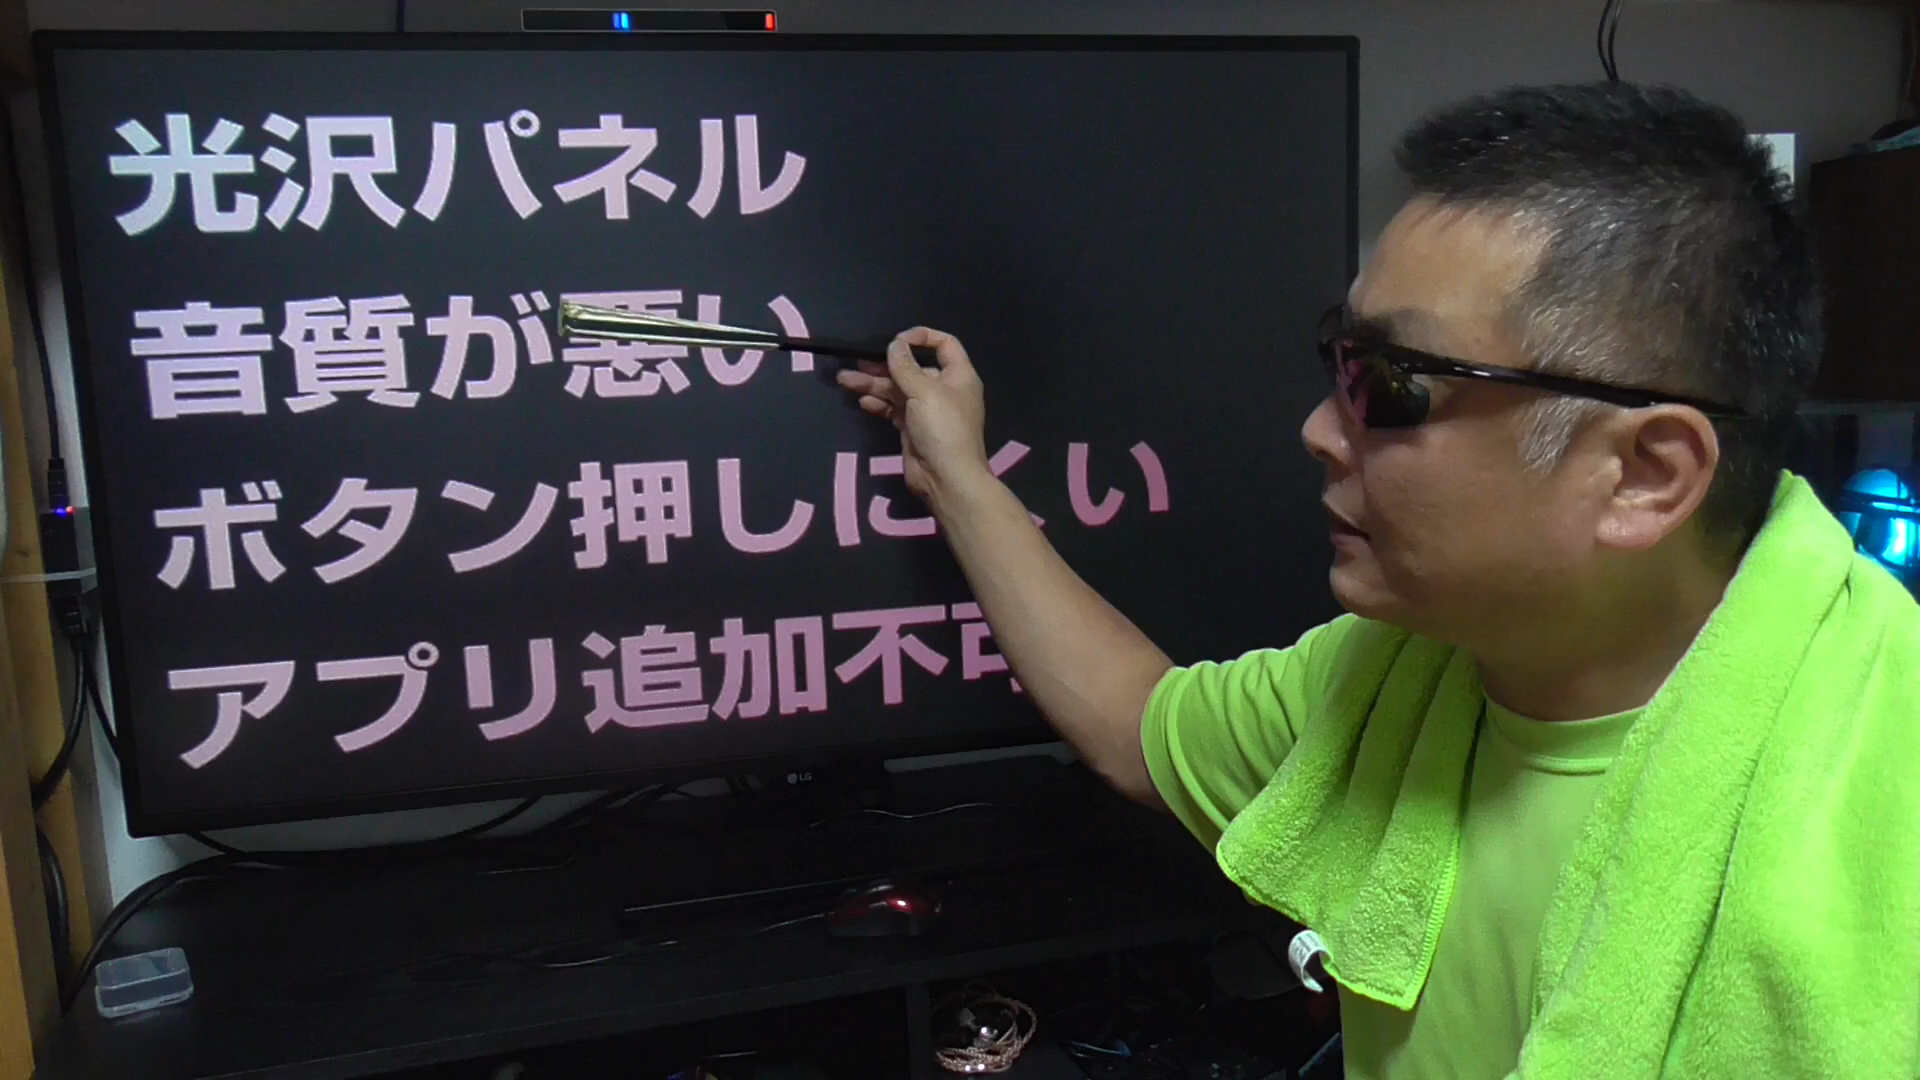 光沢パネル
音質が悪い
ボタン押しにくい
アプリ追加不可
LG